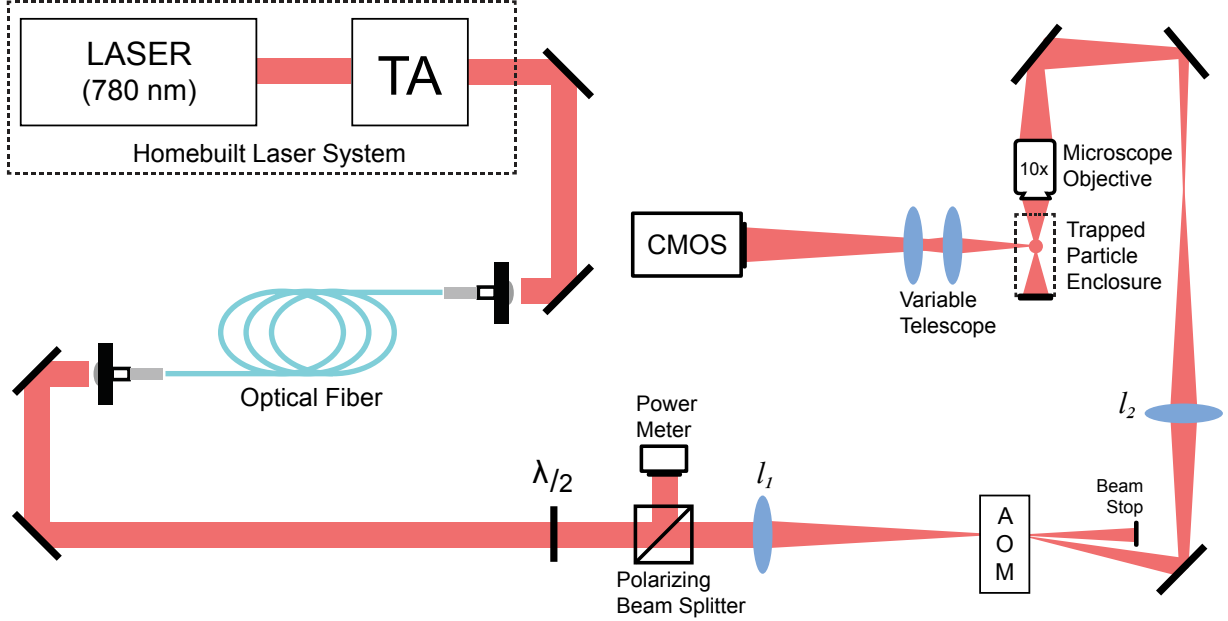 LASER
(780 nm)
TA
Homebuilt Laser System
Optical Fiber
λ/2
Power
Meter
Polarizing
Beam Splitter
l1
AOM
Beam
Stop
l2
CMOS
Variable
Telescope
10x
Microscope
Objective
Trapped
Particle
Enclosure